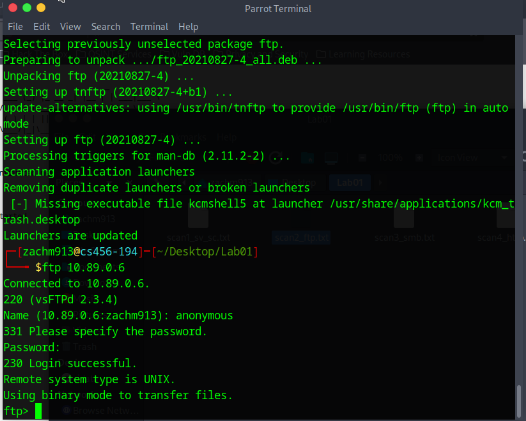 Parrot Terminal
File Edit View Search Terminal Help
Selecting previously unselected package ftp.
Preparing to unpack .../ftp_20210827-4_all.deb ...
Unpacking ftp (20210827-4) ...
Setting up tnftp (20210827-4+b1) ...
update-alternatives: using /usr/bin/tnftp to provide /usr/bin/ftp (ftp) in auto
mode
Setting up ftp (20210827-4) ...
Processing triggers for man-db (2.11.2-2) ...
Scanning application launchers
Removing duplicate launchers or broken launchers
[-] Missing executable file kcmshell5 at launcher /usr/share/applications/kcm_t
rash.desktop
Launchers are updated
[zachm913@cs456-194]─[~/Desktop/Lab01]
$ftp 10.89.0.6
Connected to 10.89.0.6.
220 (vsFTPd 2.3.4)
Name (10.89.0.6:zachm913): anonymous
331 Please specify the password.
Password:
230 Login successful.
Remote system type is UNIX.
Using binary mode to transfer files.
ftp>